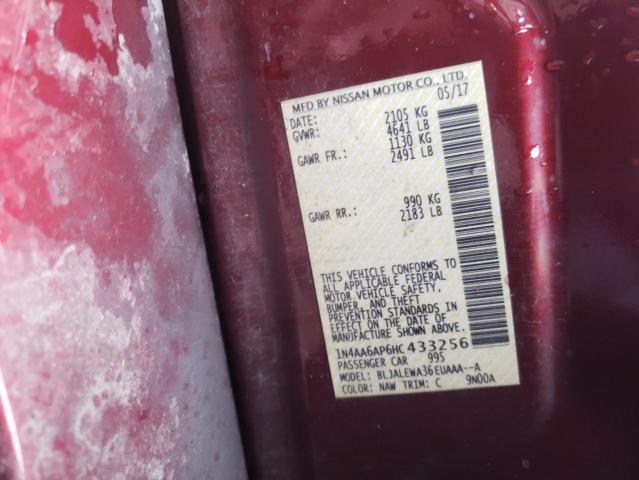 MFD BY NISSAN MOTOR CO., LTD.
DATE: 05/17
GVWR: 2105 KG
4641 LB
GAWR FR.: 1130 KG
2491 LB
GAWR RR.: 990 KG
2183 LB
THIS VEHICLE CONFORMS TO
ALL APPLICABLE FEDERAL
MOTOR VEHICLE SAFETY,
BUMPER, AND THEFT
PREVENTION STANDARDS IN
EFFECT ON THE DATE OF
MANUFACTURE SHOWN ABOVE.
1N4AA6AP6HC 433256
PASSENGER CAR 995
MODEL: BLJALEWA36EUAAA--A
COLOR: NAW TRIM: C 9N00A